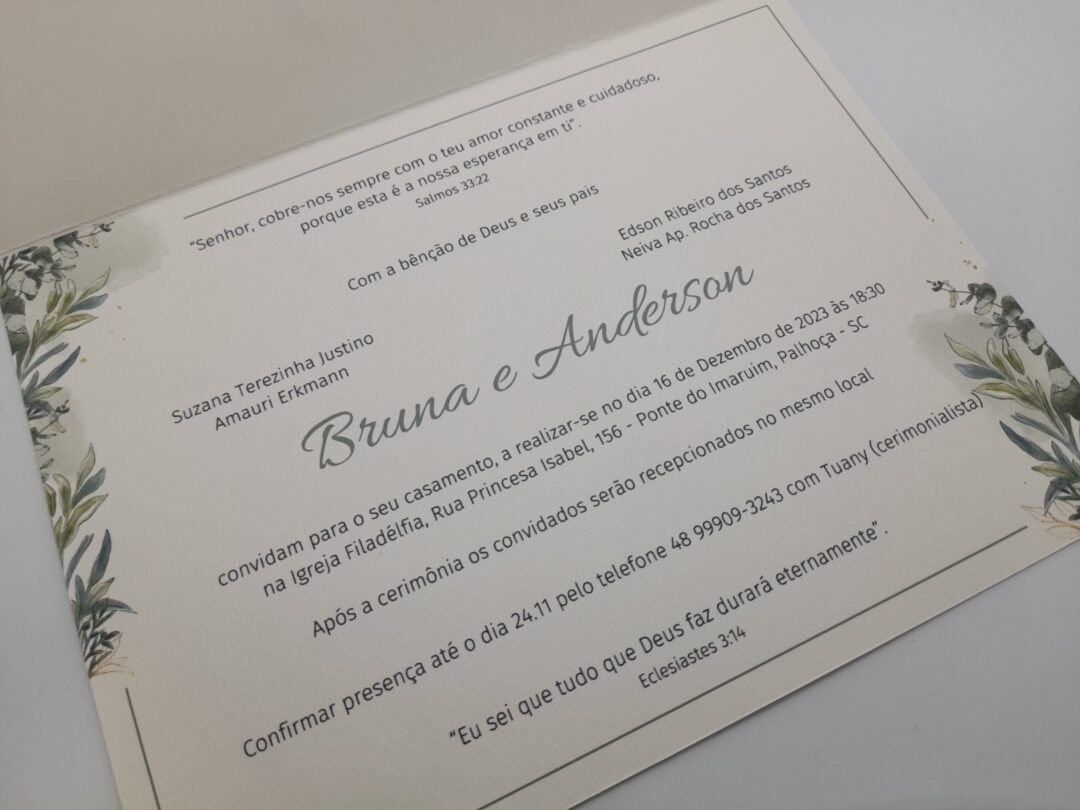 “Senhor, cobre-nos sempre com o teu amor constante e cuidadoso,
porque esta é a nossa esperança em ti”.
Salmos 33:22
Com a bênção de Deus e seus pais
Suzana Terezinha Justino
Amauri Erkmann
Edson Ribeiro dos Santos
Neiva Ap. Rocha dos Santos
Bruna e Anderson
convidam para o seu casamento, a realizar-se no dia 16 de Dezembro de 2023 às 18:30
na Igreja Filadélfia, Rua Princesa Isabel, 156 - Ponte do Imaruim, Palhoça - SC
Após a cerimônia os convidados serão recepcionados no mesmo local
Confirmar presença até o dia 24.11 pelo telefone 48 99909-3243 com Tuany (cerimonialista)
“Eu sei que tudo que Deus faz durará eternamente”.
Eclesiastes 3:14